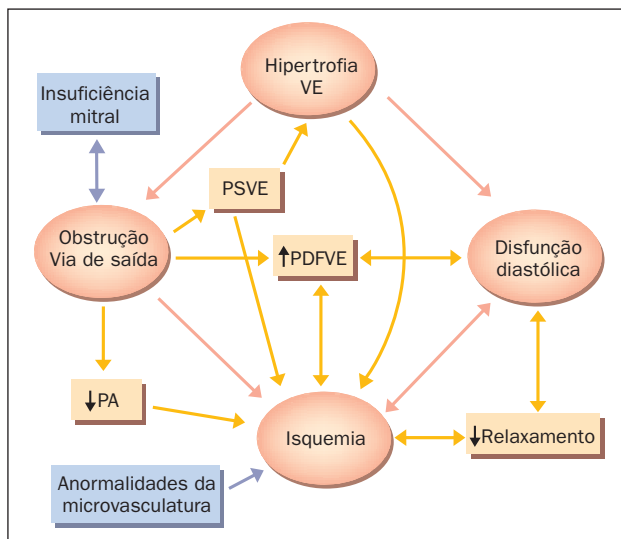 Hipertrofia
VE
Insuficiência
mitral
PSVE
Obstrução
Via de saída
↑PDFVE
Disfunção
diastólica
↓PA
Isquemia
↓Relaxamento
Anormalidades da
microvasculatura